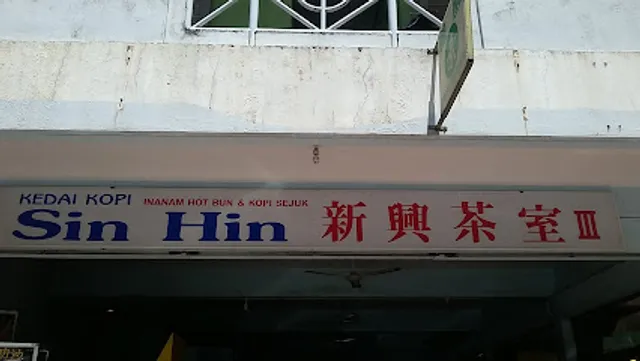 KEDAI KOPI INANAM HOT BUN & KOPI SEJUK
Sin Hin 新興茶室 III